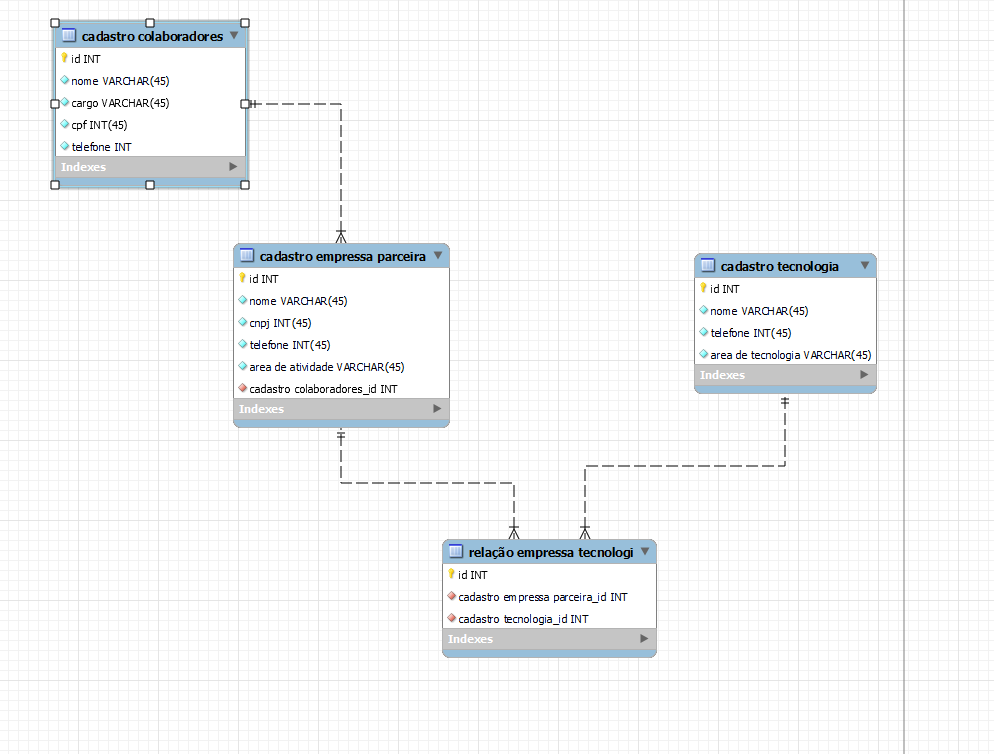 cadastro colaboradores
id INT
nome VARCHAR(45)
cargo VARCHAR(45)
cpf INT(45)
telefone INT
Indexes
cadastro empressa parceira
id INT
nome VARCHAR(45)
cnpj INT(45)
telefone INT(45)
area de atividade VARCHAR(45)
cadastro colaboradores_id INT
Indexes
cadastro tecnologia
id INT
nome VARCHAR(45)
telefone INT(45)
area de tecnologia VARCHAR(45)
Indexes
relação empressa tecnologi
id INT
cadastro empressa parceira_id INT
cadastro tecnologia_id INT
Indexes